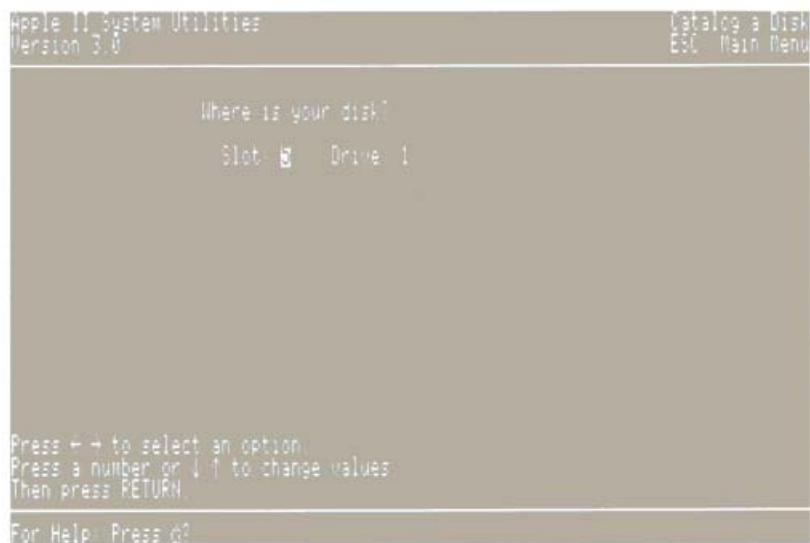 Apple II System Utilities
Version 3.0
Catalog a Disk
ESC: Main Menu
Where is your disk?
Slot: 5 Drive: 1
Press ← → to select an option.
Press a number or ↓ ↑ to change values.
Then press RETURN.
For Help: Press ?